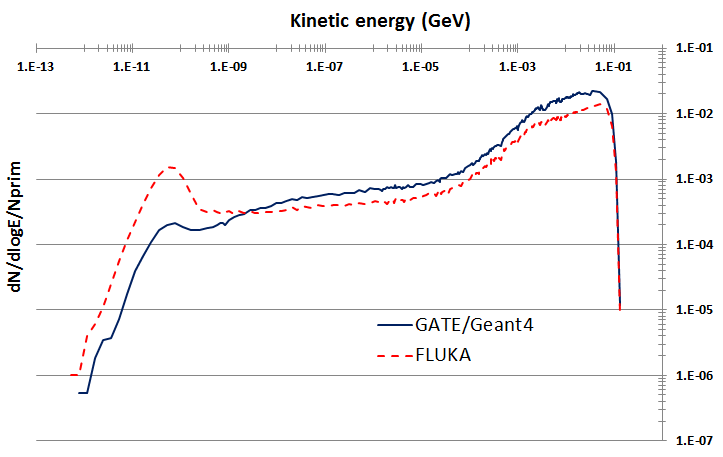 Kinetic energy (GeV)
1.E-13 1.E-11 1.E-09 1.E-07 1.E-05 1.E-03 1.E-01
1.E-01
1.E-02
1.E-03
1.E-04
1.E-05
1.E-06
1.E-07
dN/dlogE/Nprim
GATE/Geant4
FLUKA